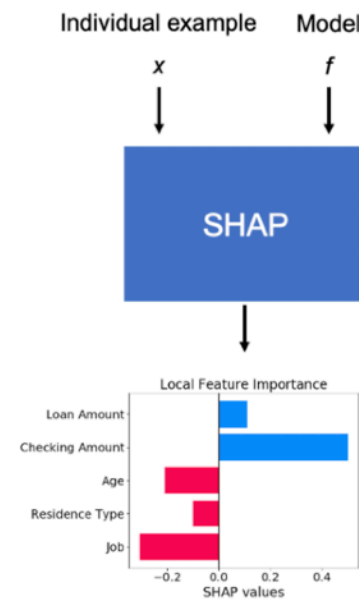 Individual example Model
x f
SHAP
Local Feature Importance
Loan Amount
Checking Amount
Age
Residence Type
Job
−0.2 0.0 0.2 0.4
SHAP values